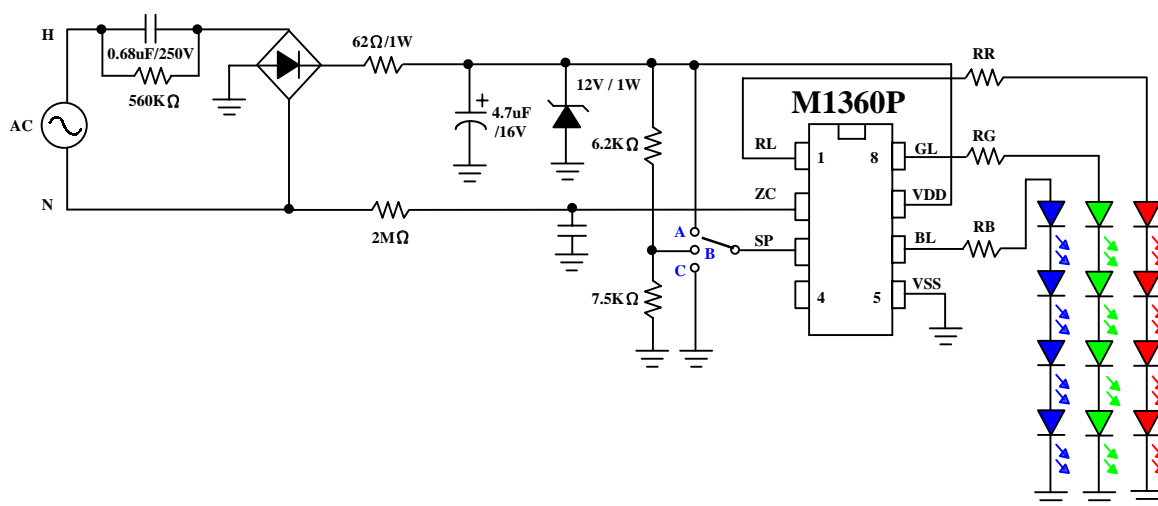 H
0.68uF/250V
560KΩ
AC
N
62Ω/1W
4.7uF
/16V
12V / 1W
6.2KΩ
7.5KΩ
2MΩ
A
B
C
M1360P
RL
1
8
GL
ZC
VDD
SP
BL
4
5
VSS
RR
RG
RB